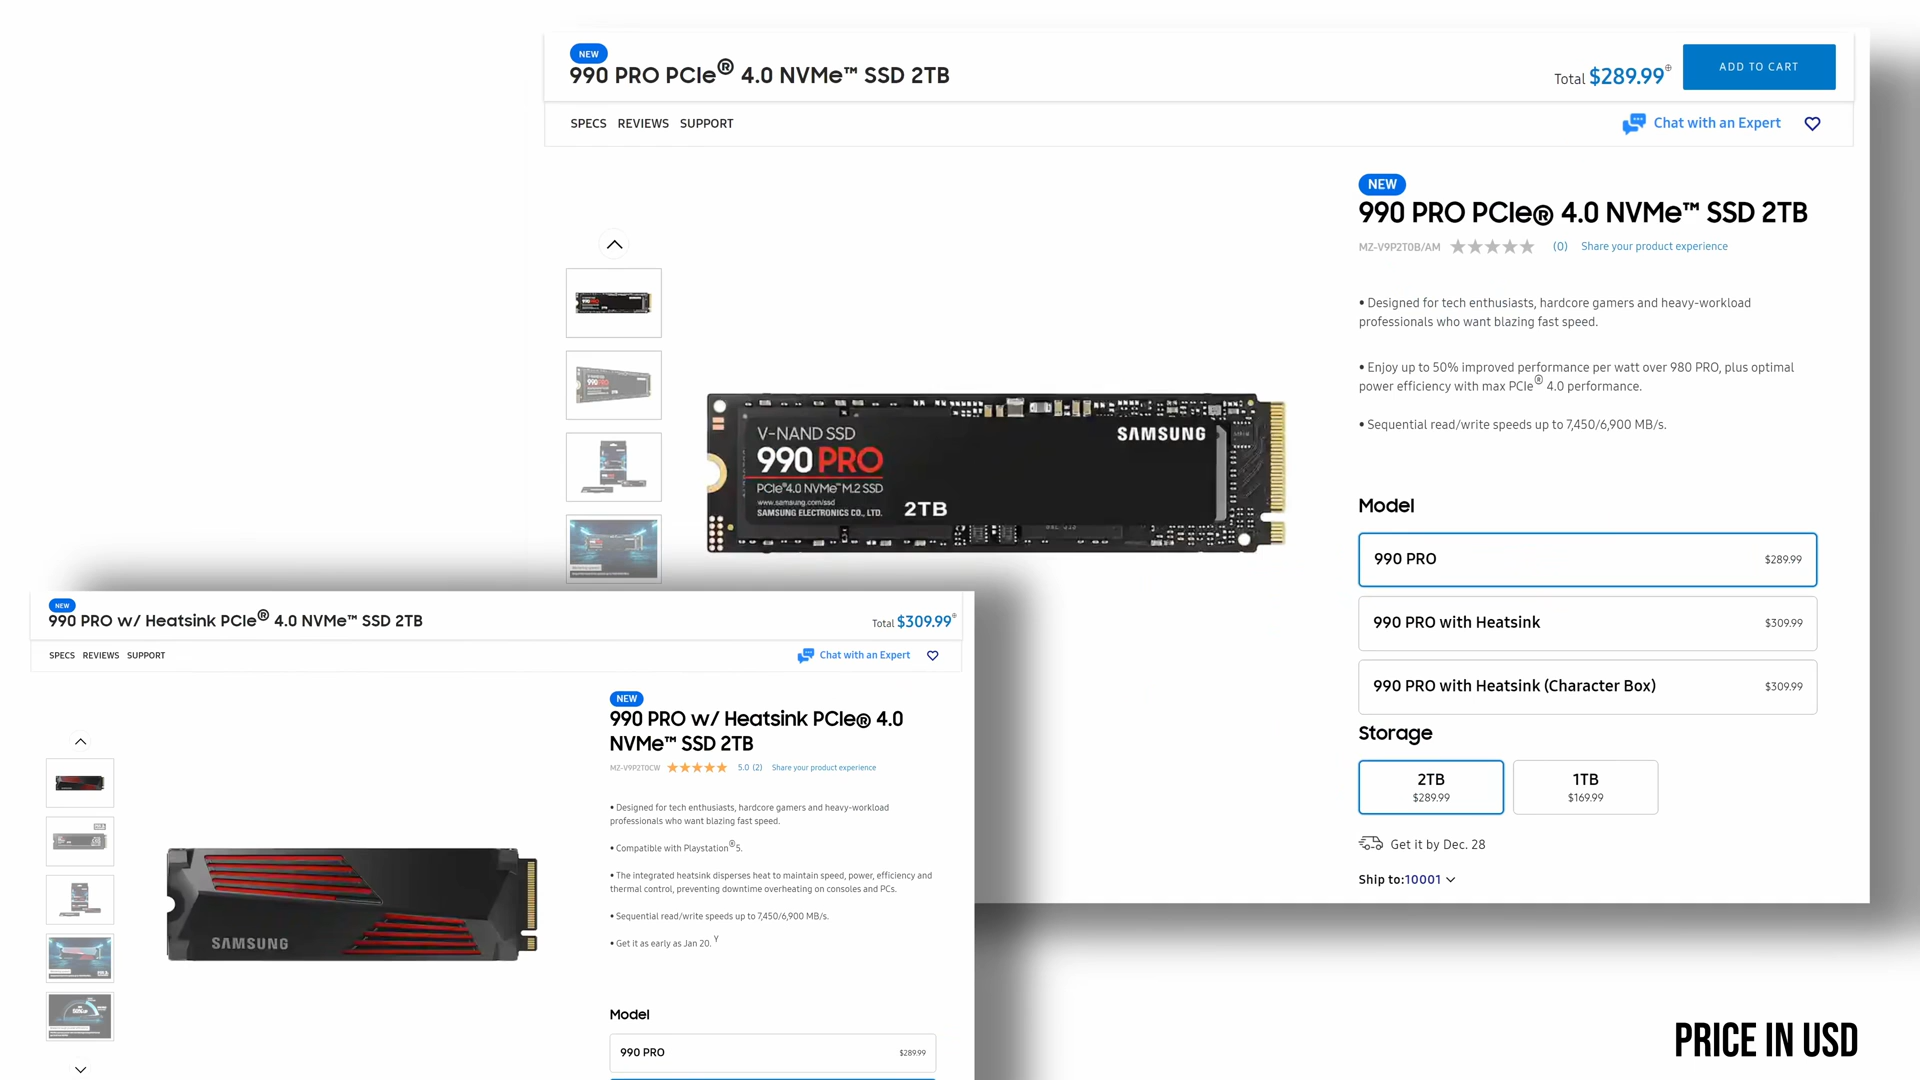 NEW
990 PRO PCIe® 4.0 NVMe™ SSD 2TB
Total $289.99⊕
ADD TO CART
SPECS REVIEWS SUPPORT
Chat with an Expert
NEW
990 PRO PCIe® 4.0 NVMe™ SSD 2TB
MZ-V9P2T0B/AM (0) Share your product experience
• Designed for tech enthusiasts, hardcore gamers and heavy-workload
professionals who want blazing fast speed.
• Enjoy up to 50% improved performance per watt over 980 PRO, plus optimal
power efficiency with max PCIe® 4.0 performance.
• Sequential read/write speeds up to 7,450/6,900 MB/s.
V-NAND SSD
990 PRO
PCIe® 4.0 NVMe™ M.2 SSD
www.samsung.com/ssd
SAMSUNG ELECTRONICS CO., LTD.
2TB
SAMSUNG
Model
990 PRO $289.99
990 PRO with Heatsink $309.99
990 PRO with Heatsink (Character Box) $309.99
Storage
2TB
$289.99
1TB
$169.99
Get it by Dec. 28
Ship to:10001
NEW
990 PRO w/ Heatsink PCIe® 4.0 NVMe™ SSD 2TB
Total $309.99⊕
SPECS REVIEWS SUPPORT
Chat with an Expert
NEW
990 PRO w/ Heatsink PCIe® 4.0
NVMe™ SSD 2TB
MZ-V9P2T0CW 5.0 (2) Share your product experience
• Designed for tech enthusiasts, hardcore gamers and heavy-workload
professionals who want blazing fast speed.
• Compatible with Playstation®5.
• The integrated heatsink disperses heat to maintain speed, power, efficiency and
thermal control, preventing downtime overheating on consoles and PCs.
• Sequential read/write speeds up to 7,450/6,900 MB/s.
• Get it as early as Jan 20. Y
SAMSUNG
Model
990 PRO $289.99
PRICE IN USD